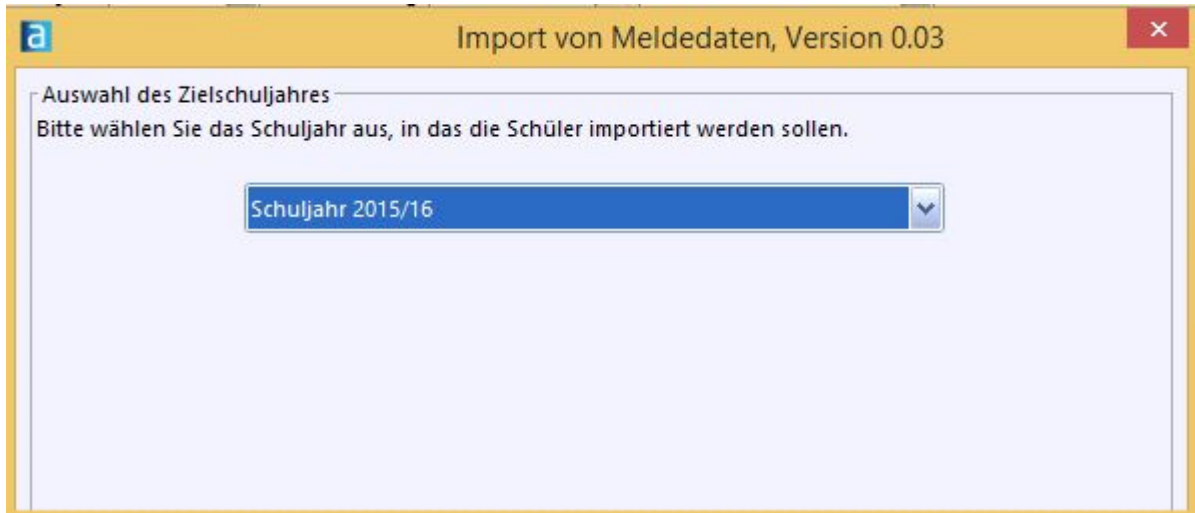 a
Import von Meldedaten, Version 0.03
Auswahl des Zielschuljahres
Bitte wählen Sie das Schuljahr aus, in das die Schüler importiert werden sollen.
Schuljahr 2015/16